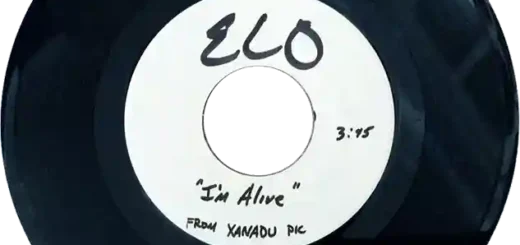 ELO
3:45
"I'm Alive"
FROM XANADU PIC